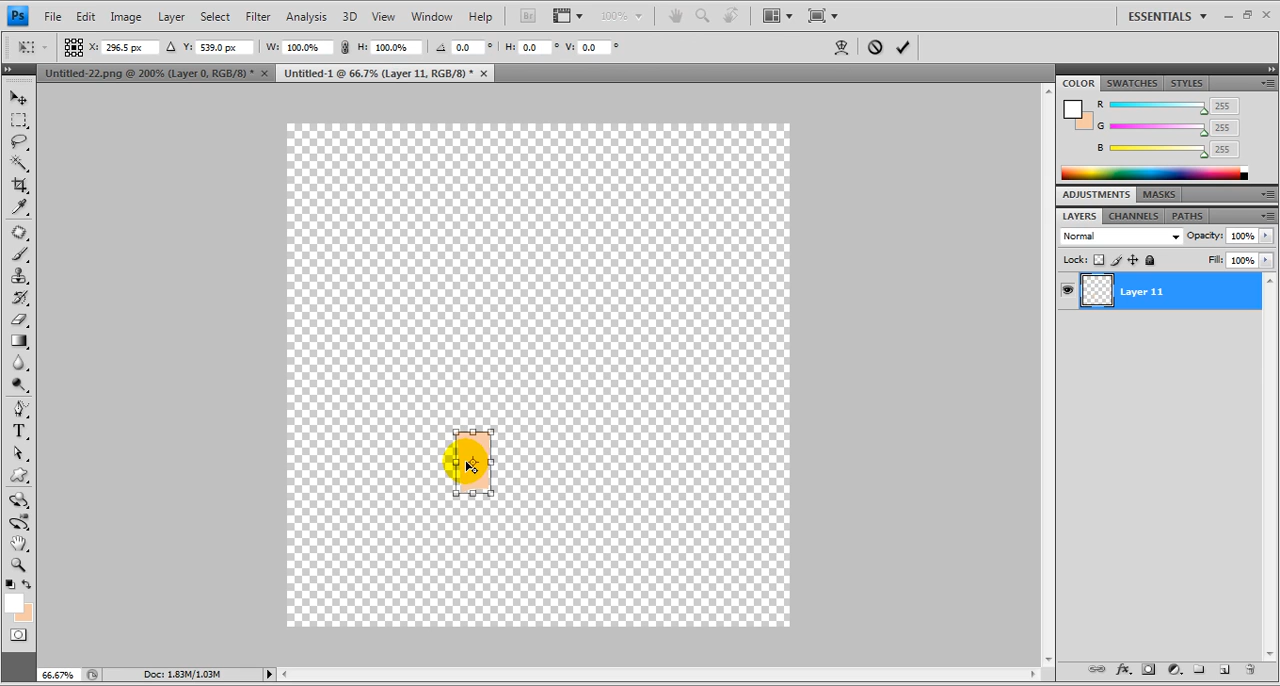 Ps File Edit Image Layer Select Filter Analysis 3D View Window Help Br 100% ESSENTIALS
X: 296.5 px Y: 539.0 px W: 100.0% H: 100.0% 0.0 ° H: 0.0 ° V: 0.0 °
Untitled-22.png @ 200% (Layer 0, RGB/8) * Untitled-1 @ 66.7% (Layer 11, RGB/8) *
COLOR SWATCHES STYLES
R 255
G 255
B 255
ADJUSTMENTS MASKS
LAYERS CHANNELS PATHS
Normal Opacity: 100%
Lock: Fill: 100%
Layer 11
T
66.67% Doc: 1.83M/1.03M
fx